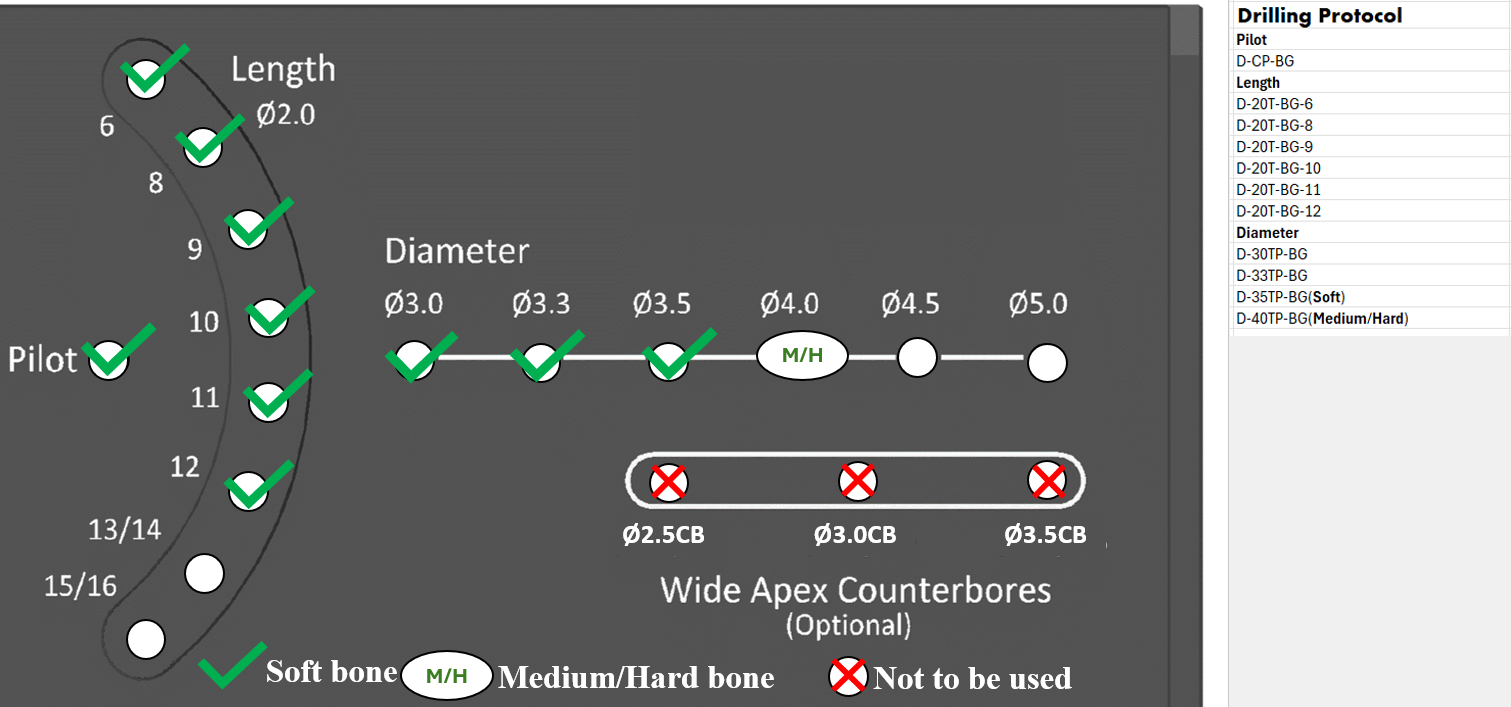 Length
Ø2.0
6
8
9
10
Pilot
11
12
13/14
15/16
Diameter
Ø3.0 Ø3.3 Ø3.5 Ø4.0 Ø4.5 Ø5.0
M/H
Ø2.5CB Ø3.0CB Ø3.5CB
Wide Apex Counterbores
(Optional)
Soft bone M/H Medium/Hard bone Not to be used
Drilling Protocol
Pilot
D-CP-BG
Length
D-20T-BG-6
D-20T-BG-8
D-20T-BG-9
D-20T-BG-10
D-20T-BG-11
D-20T-BG-12
Diameter
D-30TP-BG
D-33TP-BG
D-35TP-BG(Soft)
D-40TP-BG(Medium/Hard)